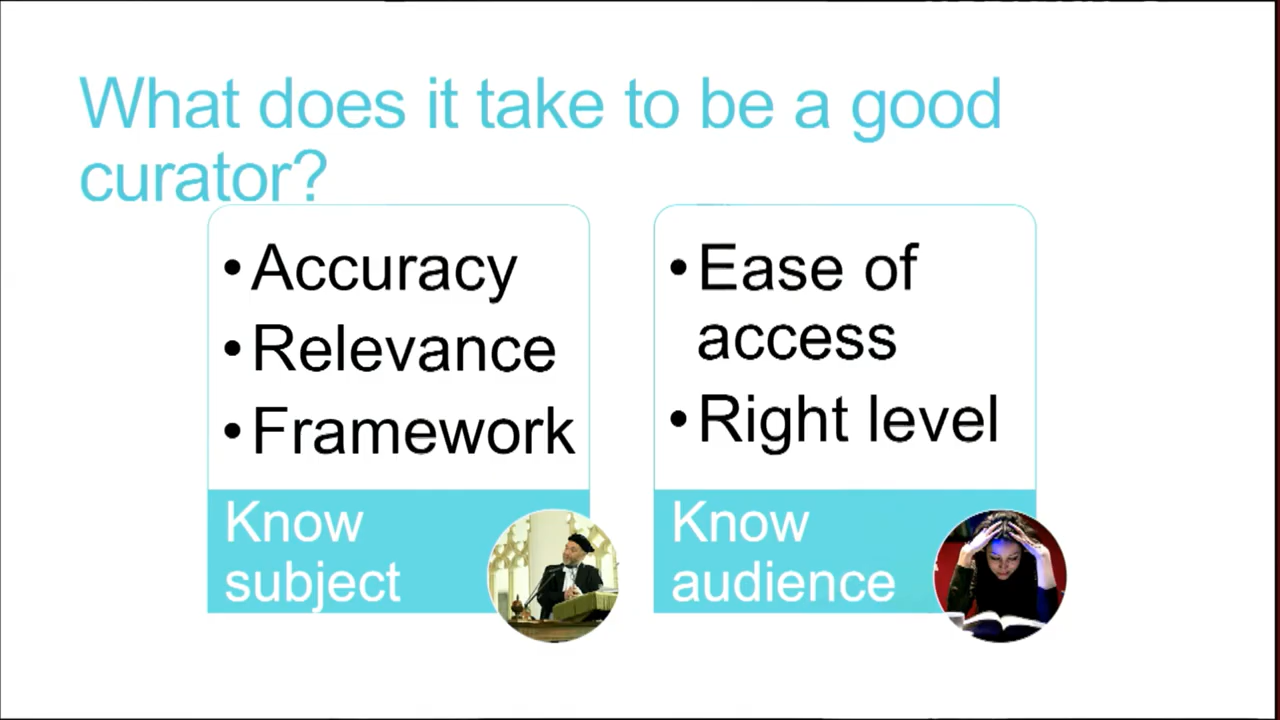 What does it take to be a good
curator?
•Accuracy
•Relevance
•Framework
Know
subject
•Ease of
access
•Right level
Know
audience